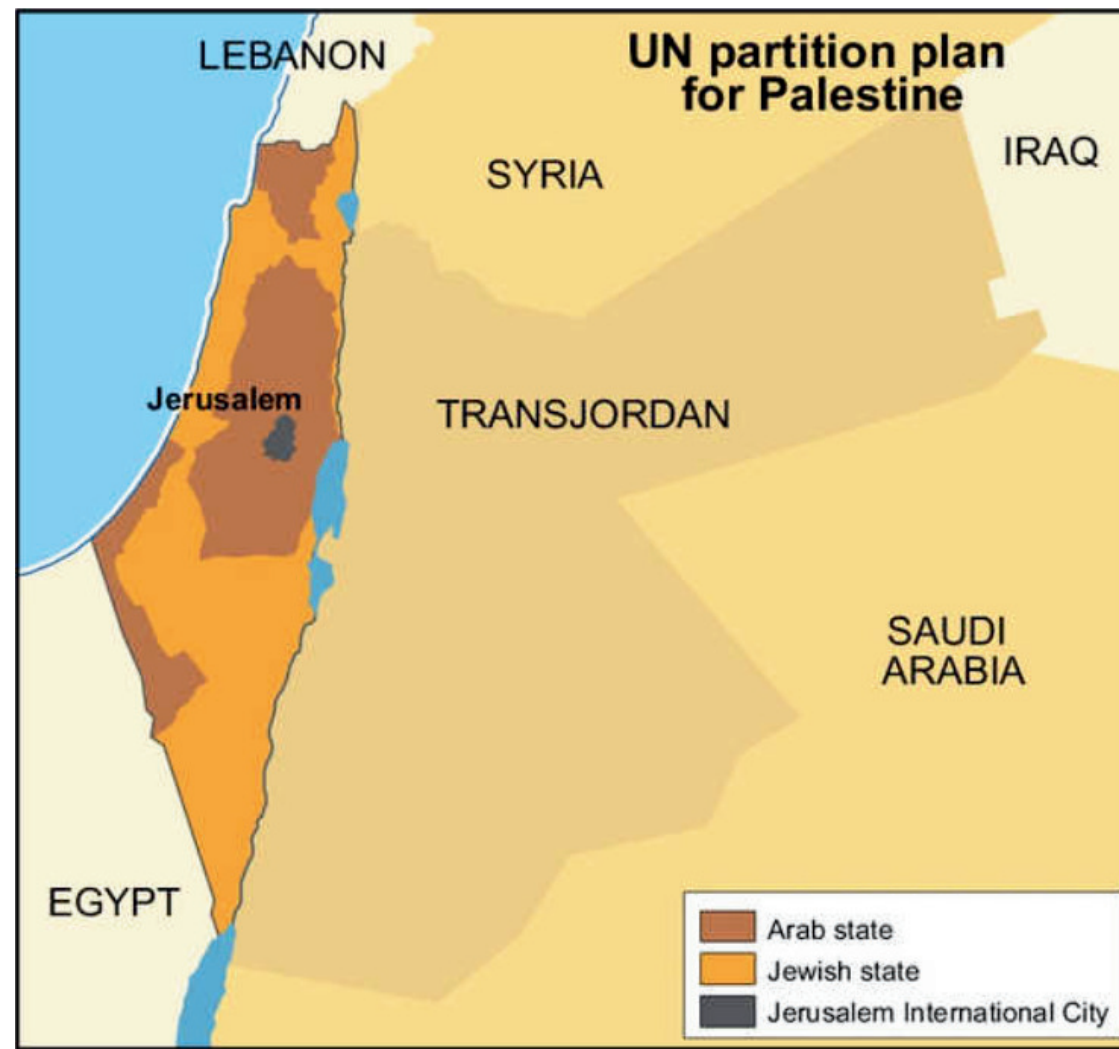 UN partition plan
for Palestine
LEBANON
SYRIA
IRAQ
Jerusalem
TRANSJORDAN
SAUDI
ARABIA
EGYPT
Arab state
Jewish state
Jerusalem International City